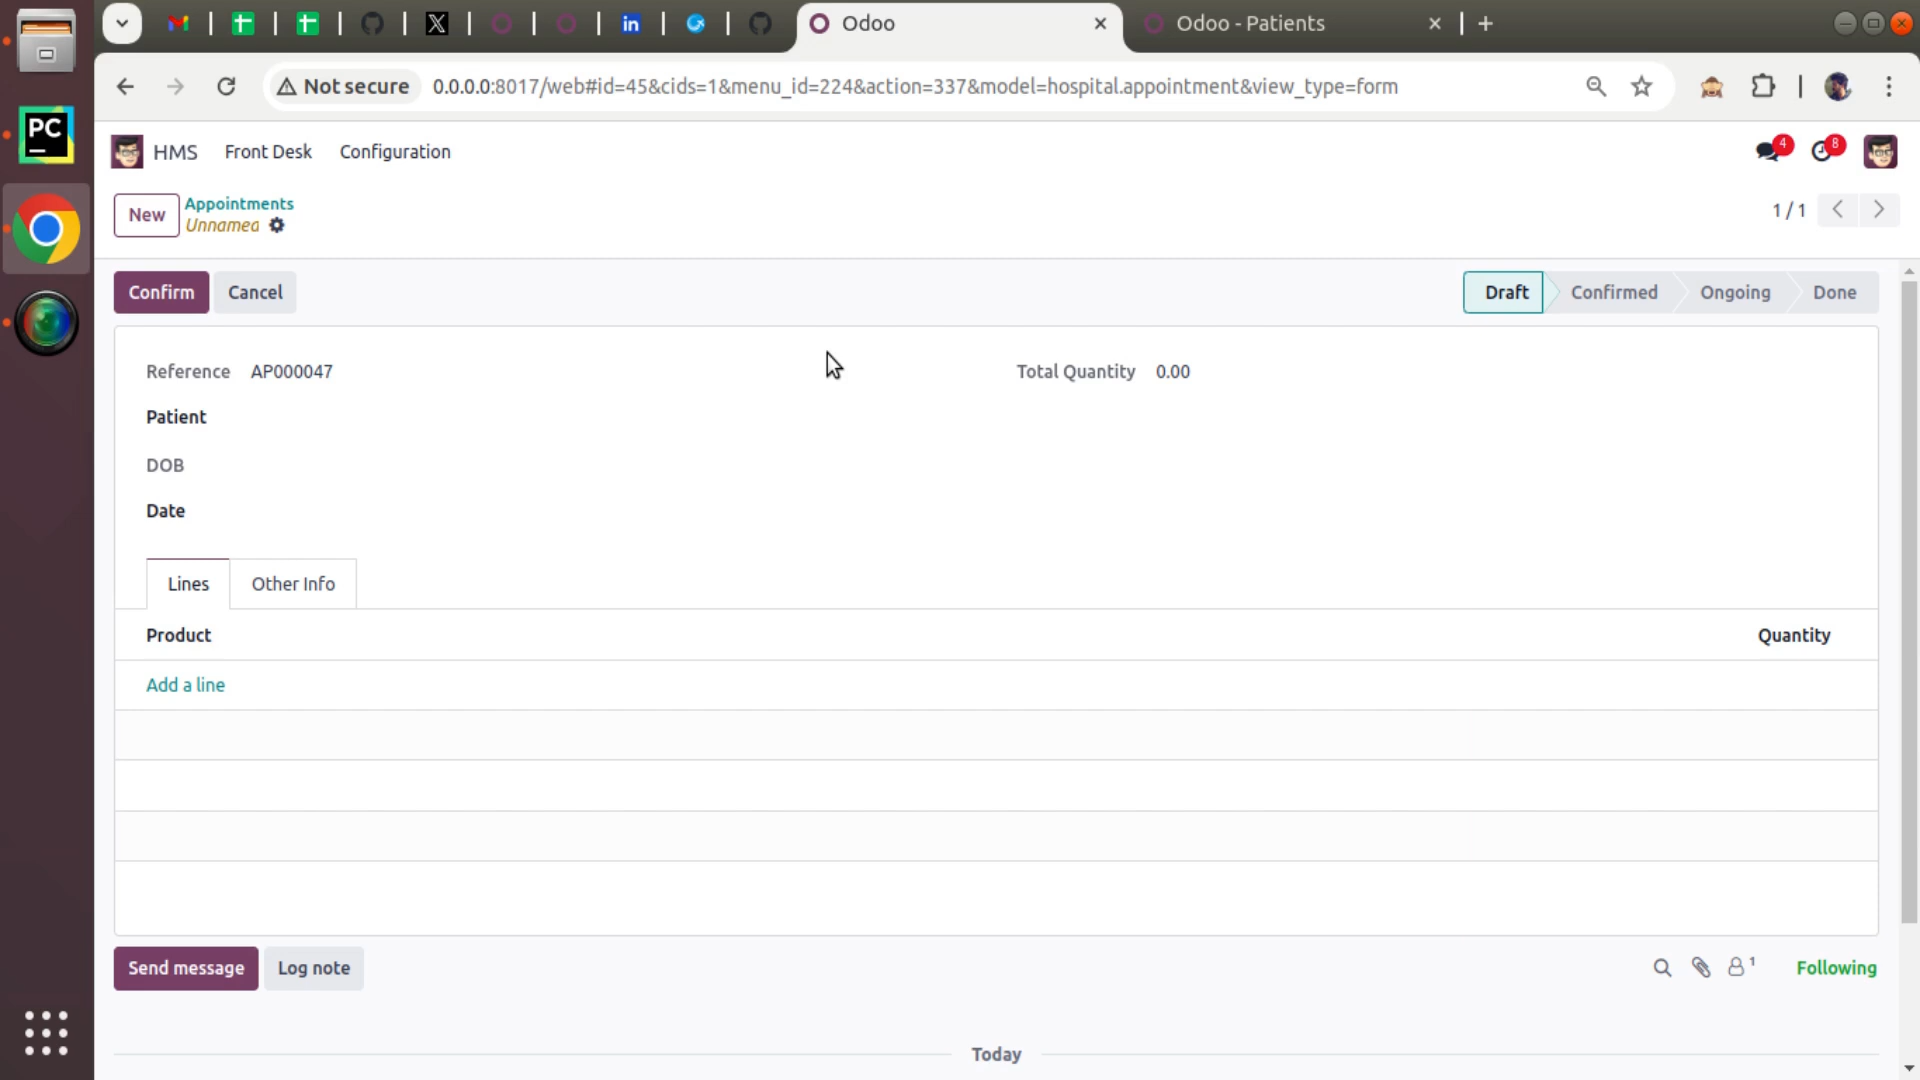 Odoo
Odoo - Patients
Not secure
0.0.0.0:8017/web#id=45&cids=1&menu_id=224&action=337&model=hospital.appointment&view_type=form
HMS
Front Desk
Configuration
4
8
New
Appointments
Unnamed
1 / 1
Confirm
Cancel
Draft
Confirmed
Ongoing
Done
Reference
AP000047
Total Quantity
0.00
Patient
DOB
Date
Lines
Other Info
Product
Quantity
Add a line
Send message
Log note
1
Following
Today
PC
in
X